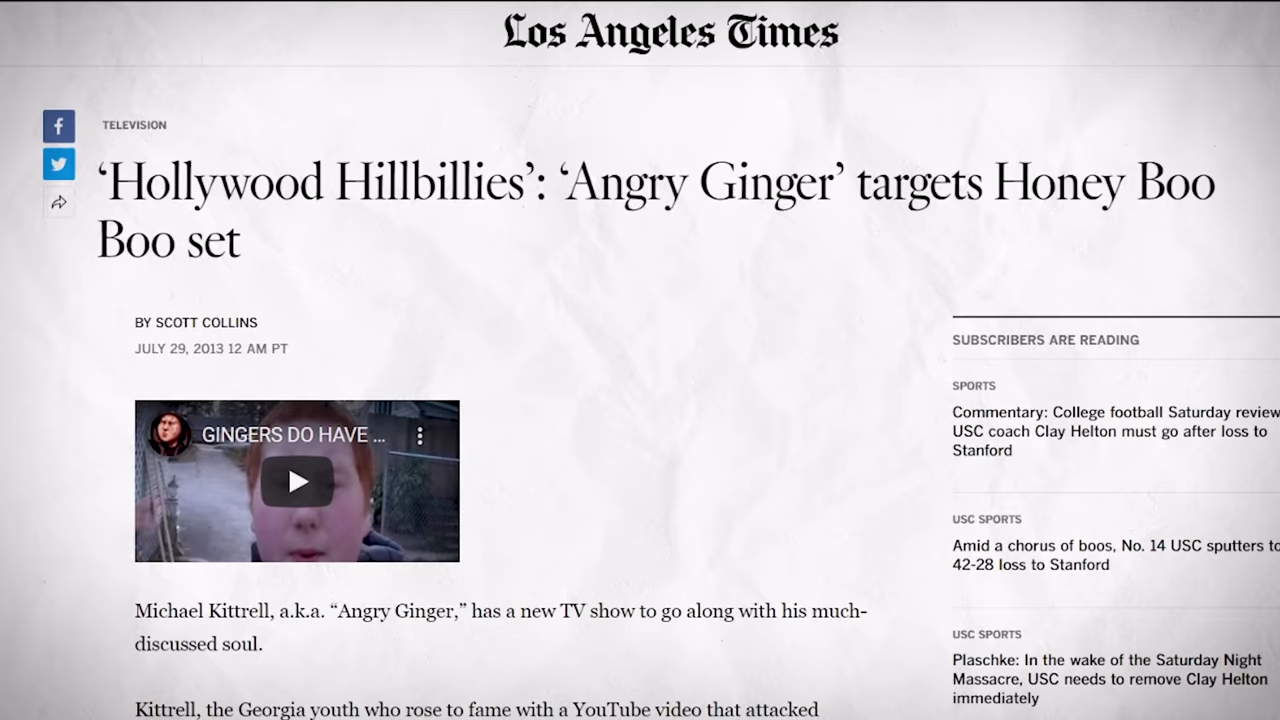 Los Angeles Times
TELEVISION
‘Hollywood Hillbillies’: ‘Angry Ginger’ targets Honey Boo
Boo set
BY SCOTT COLLINS
JULY 29, 2013 12 AM PT
GINGERS DO HAVE ...
Michael Kittrell, a.k.a. “Angry Ginger,” has a new TV show to go along with his much-
discussed soul.
Kittrell, the Georgia youth who rose to fame with a YouTube video that attacked
SUBSCRIBERS ARE READING
SPORTS
Commentary: College football Saturday review
USC coach Clay Helton must go after loss to
Stanford
USC SPORTS
Amid a chorus of boos, No. 14 USC sputters to
42-28 loss to Stanford
USC SPORTS
Plaschke: In the wake of the Saturday Night
Massacre, USC needs to remove Clay Helton
immediately